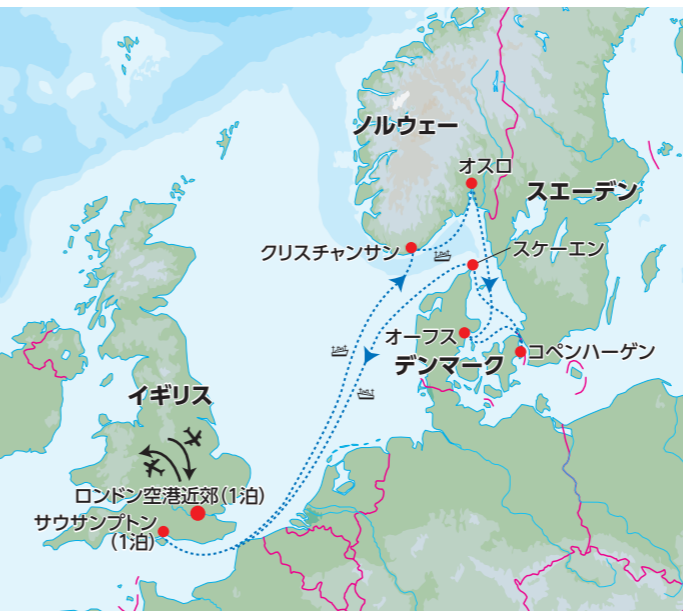 ノルウェー
オスロ
スエーデン
クリスチャンサン
スケーエン
オーフス
コペンハーゲン
デンマーク
イギリス
ロンドン空港近郊(1泊)
サウサンプトン
(1泊)